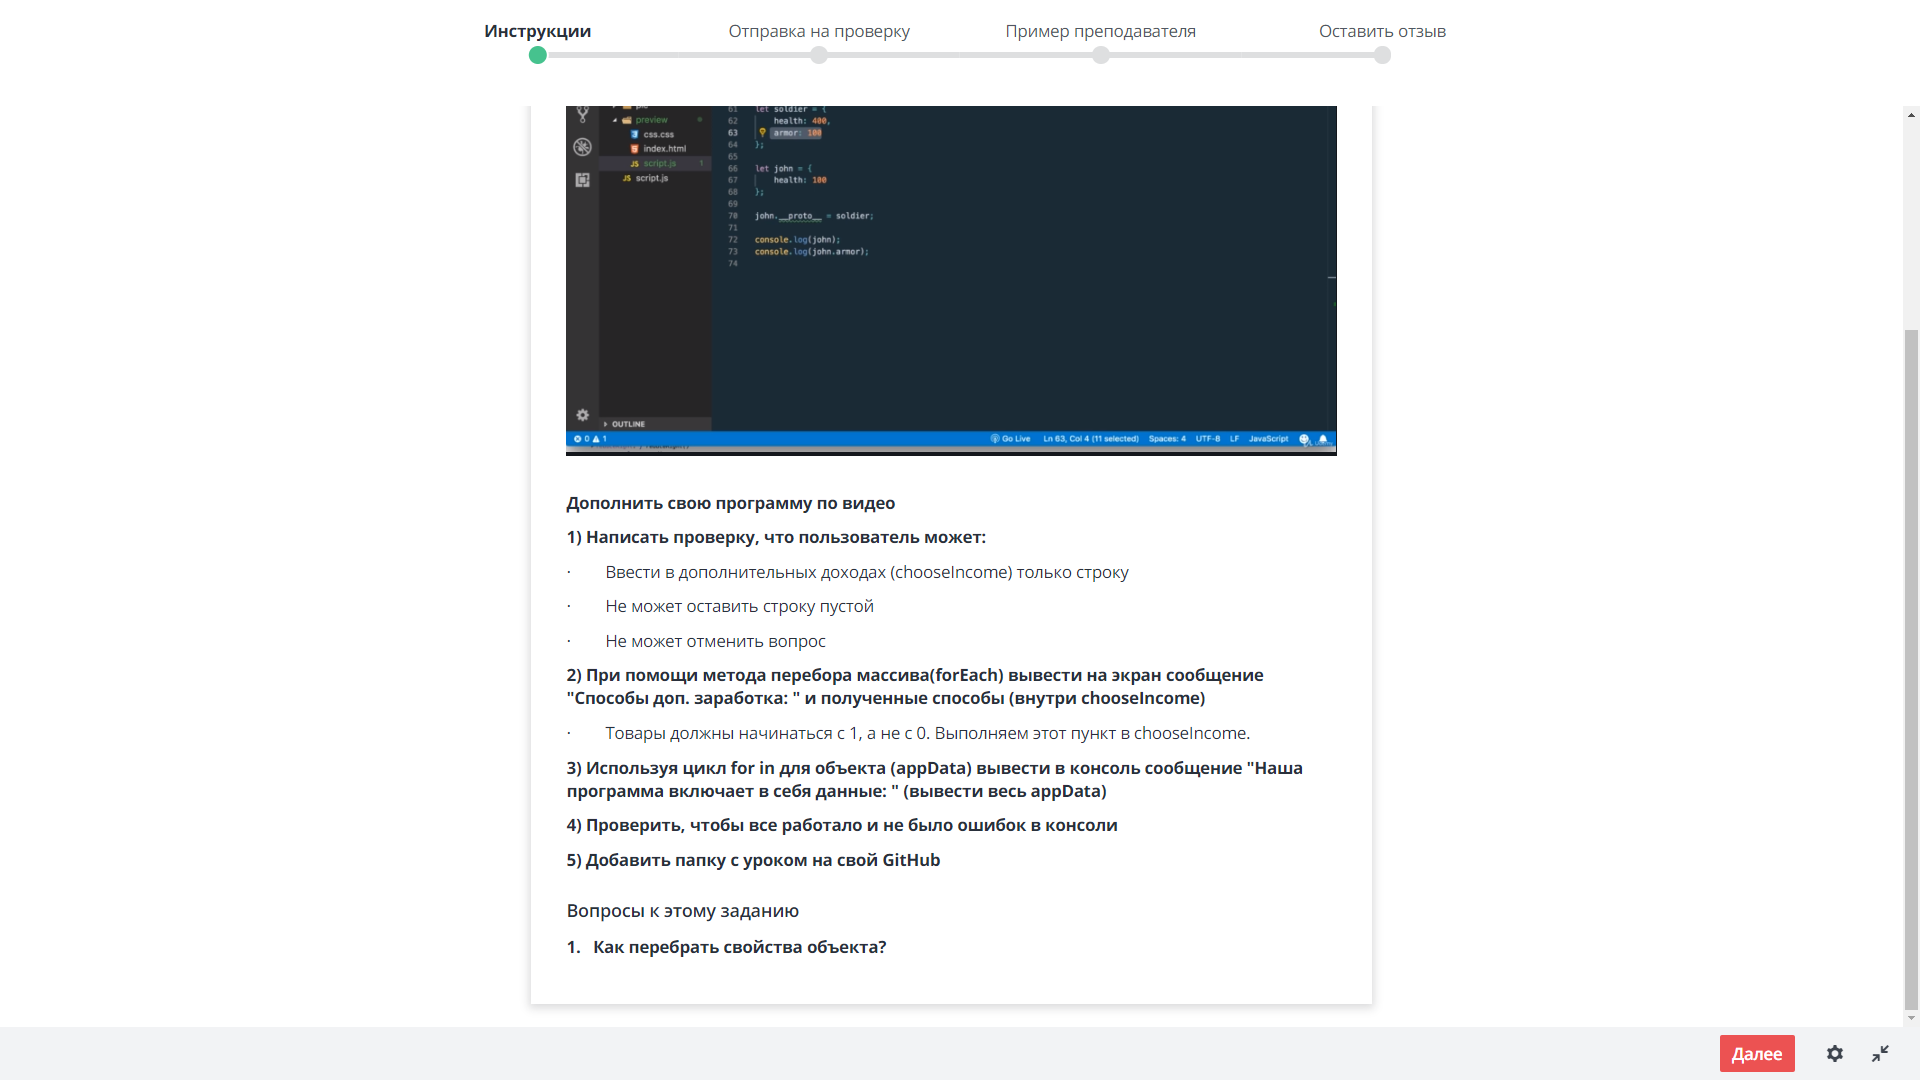 Инструкции
Отправка на проверку
Пример преподавателя
Оставить отзыв
preview
css.css
index.html
JS script.js 1
JS script.js
OUTLINE
61 let soldier = {
62 health: 400,
63 armor: 100
64 };
65
66 let john = {
67 health: 100
68 };
69
70 john.__proto__ = soldier;
71
72 console.log(john);
73 console.log(john.armor);
74
0 1
Go Live Ln 63, Col 4 (11 selected) Spaces: 4 UTF-8 LF JavaScript
Дополнить свою программу по видео
1) Написать проверку, что пользователь может:
· Ввести в дополнительных доходах (chooseIncome) только строку
· Не может оставить строку пустой
· Не может отменить вопрос
2) При помощи метода перебора массива(forEach) вывести на экран сообщение
"Способы доп. заработка: " и полученные способы (внутри chooseIncome)
· Товары должны начинаться с 1, а не с 0. Выполняем этот пункт в chooseIncome.
3) Используя цикл for in для объекта (appData) вывести в консоль сообщение "Наша
программа включает в себя данные: " (вывести весь appData)
4) Проверить, чтобы все работало и не было ошибок в консоли
5) Добавить папку с уроком на свой GitHub
Вопросы к этому заданию
1. Как перебрать свойства объекта?
Далее